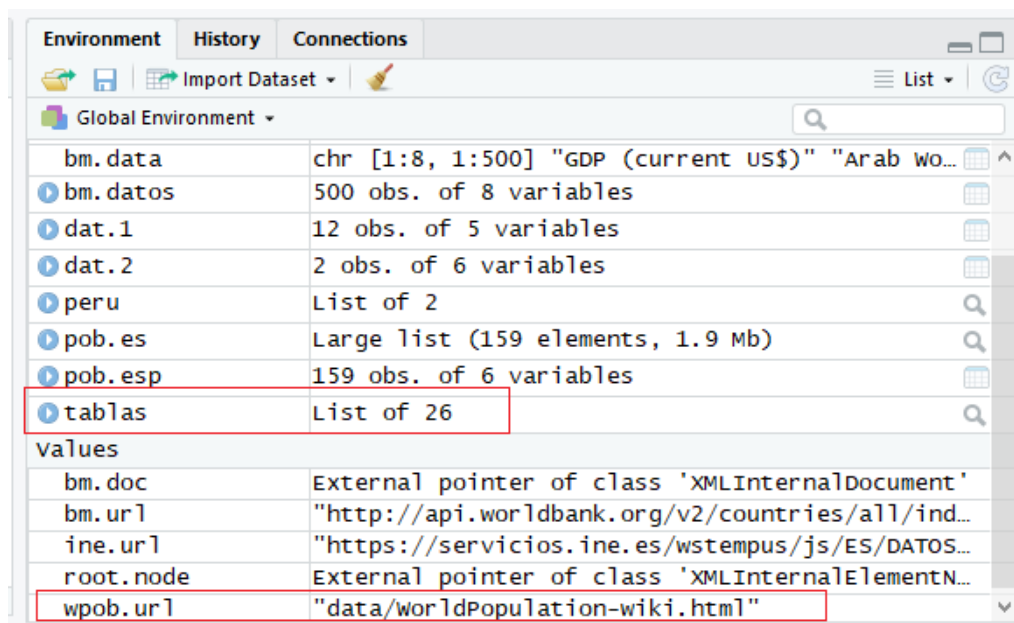 Environment History Connections
Import Dataset List
Global Environment
bm.data chr [1:8, 1:500] "GDP (current US$)" "Arab Wo…
bm.datos 500 obs. of 8 variables
dat.1 12 obs. of 5 variables
dat.2 2 obs. of 6 variables
peru List of 2
pob.es Large list (159 elements, 1.9 Mb)
pob.esp 159 obs. of 6 variables
tablas List of 26
Values
bm.doc External pointer of class 'XMLInternalDocument'
bm.url "http://api.worldbank.org/v2/countries/all/ind…
ine.url "https://servicios.ine.es/wstempus/js/ES/DATOS…
root.node External pointer of class 'XMLInternalElementN…
wpob.url "data/WorldPopulation-wiki.html"